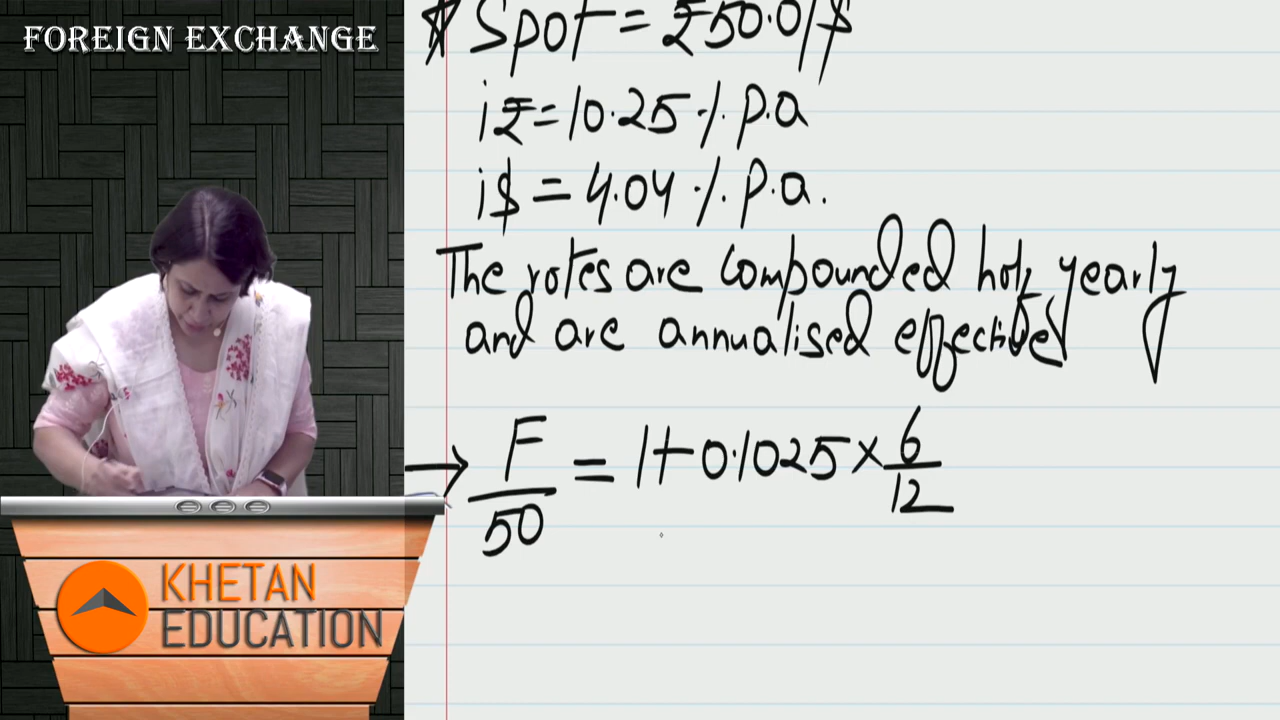 FOREIGN EXCHANGE
Spot = ₹50.0/$
i₹ = 10.25 % p.a
i$ = 4.04 % p.a.
The rates are compounded half yearly
and are annualised effective
→ F/50 = 1+0.1025 × 6/12
KHETAN
EDUCATION